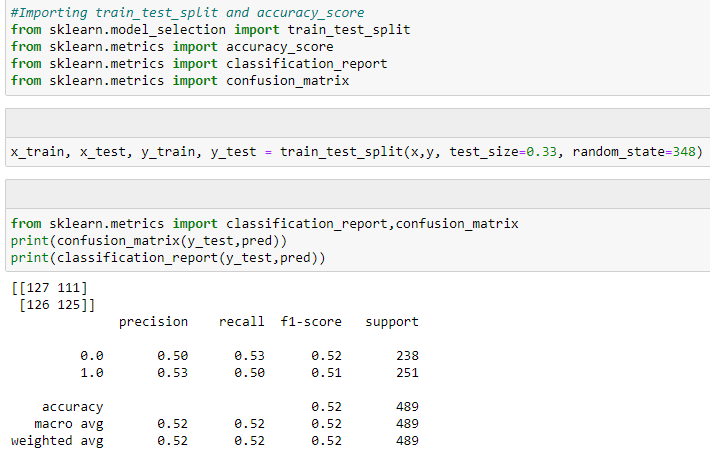 #Importing train_test_split and accuracy_score
from sklearn.model_selection import train_test_split
from sklearn.metrics import accuracy_score
from sklearn.metrics import classification_report
from sklearn.metrics import confusion_matrix
x_train, x_test, y_train, y_test = train_test_split(x,y, test_size=0.33, random_state=348)
from sklearn.metrics import classification_report,confusion_matrix
print(confusion_matrix(y_test,pred))
print(classification_report(y_test,pred))
[[127 111]
 [126 125]]
              precision    recall  f1-score   support
         0.0       0.50      0.53      0.52       238
         1.0       0.53      0.50      0.51       251
    accuracy                           0.52       489
   macro avg       0.52      0.52      0.52       489
weighted avg       0.52      0.52      0.52       489